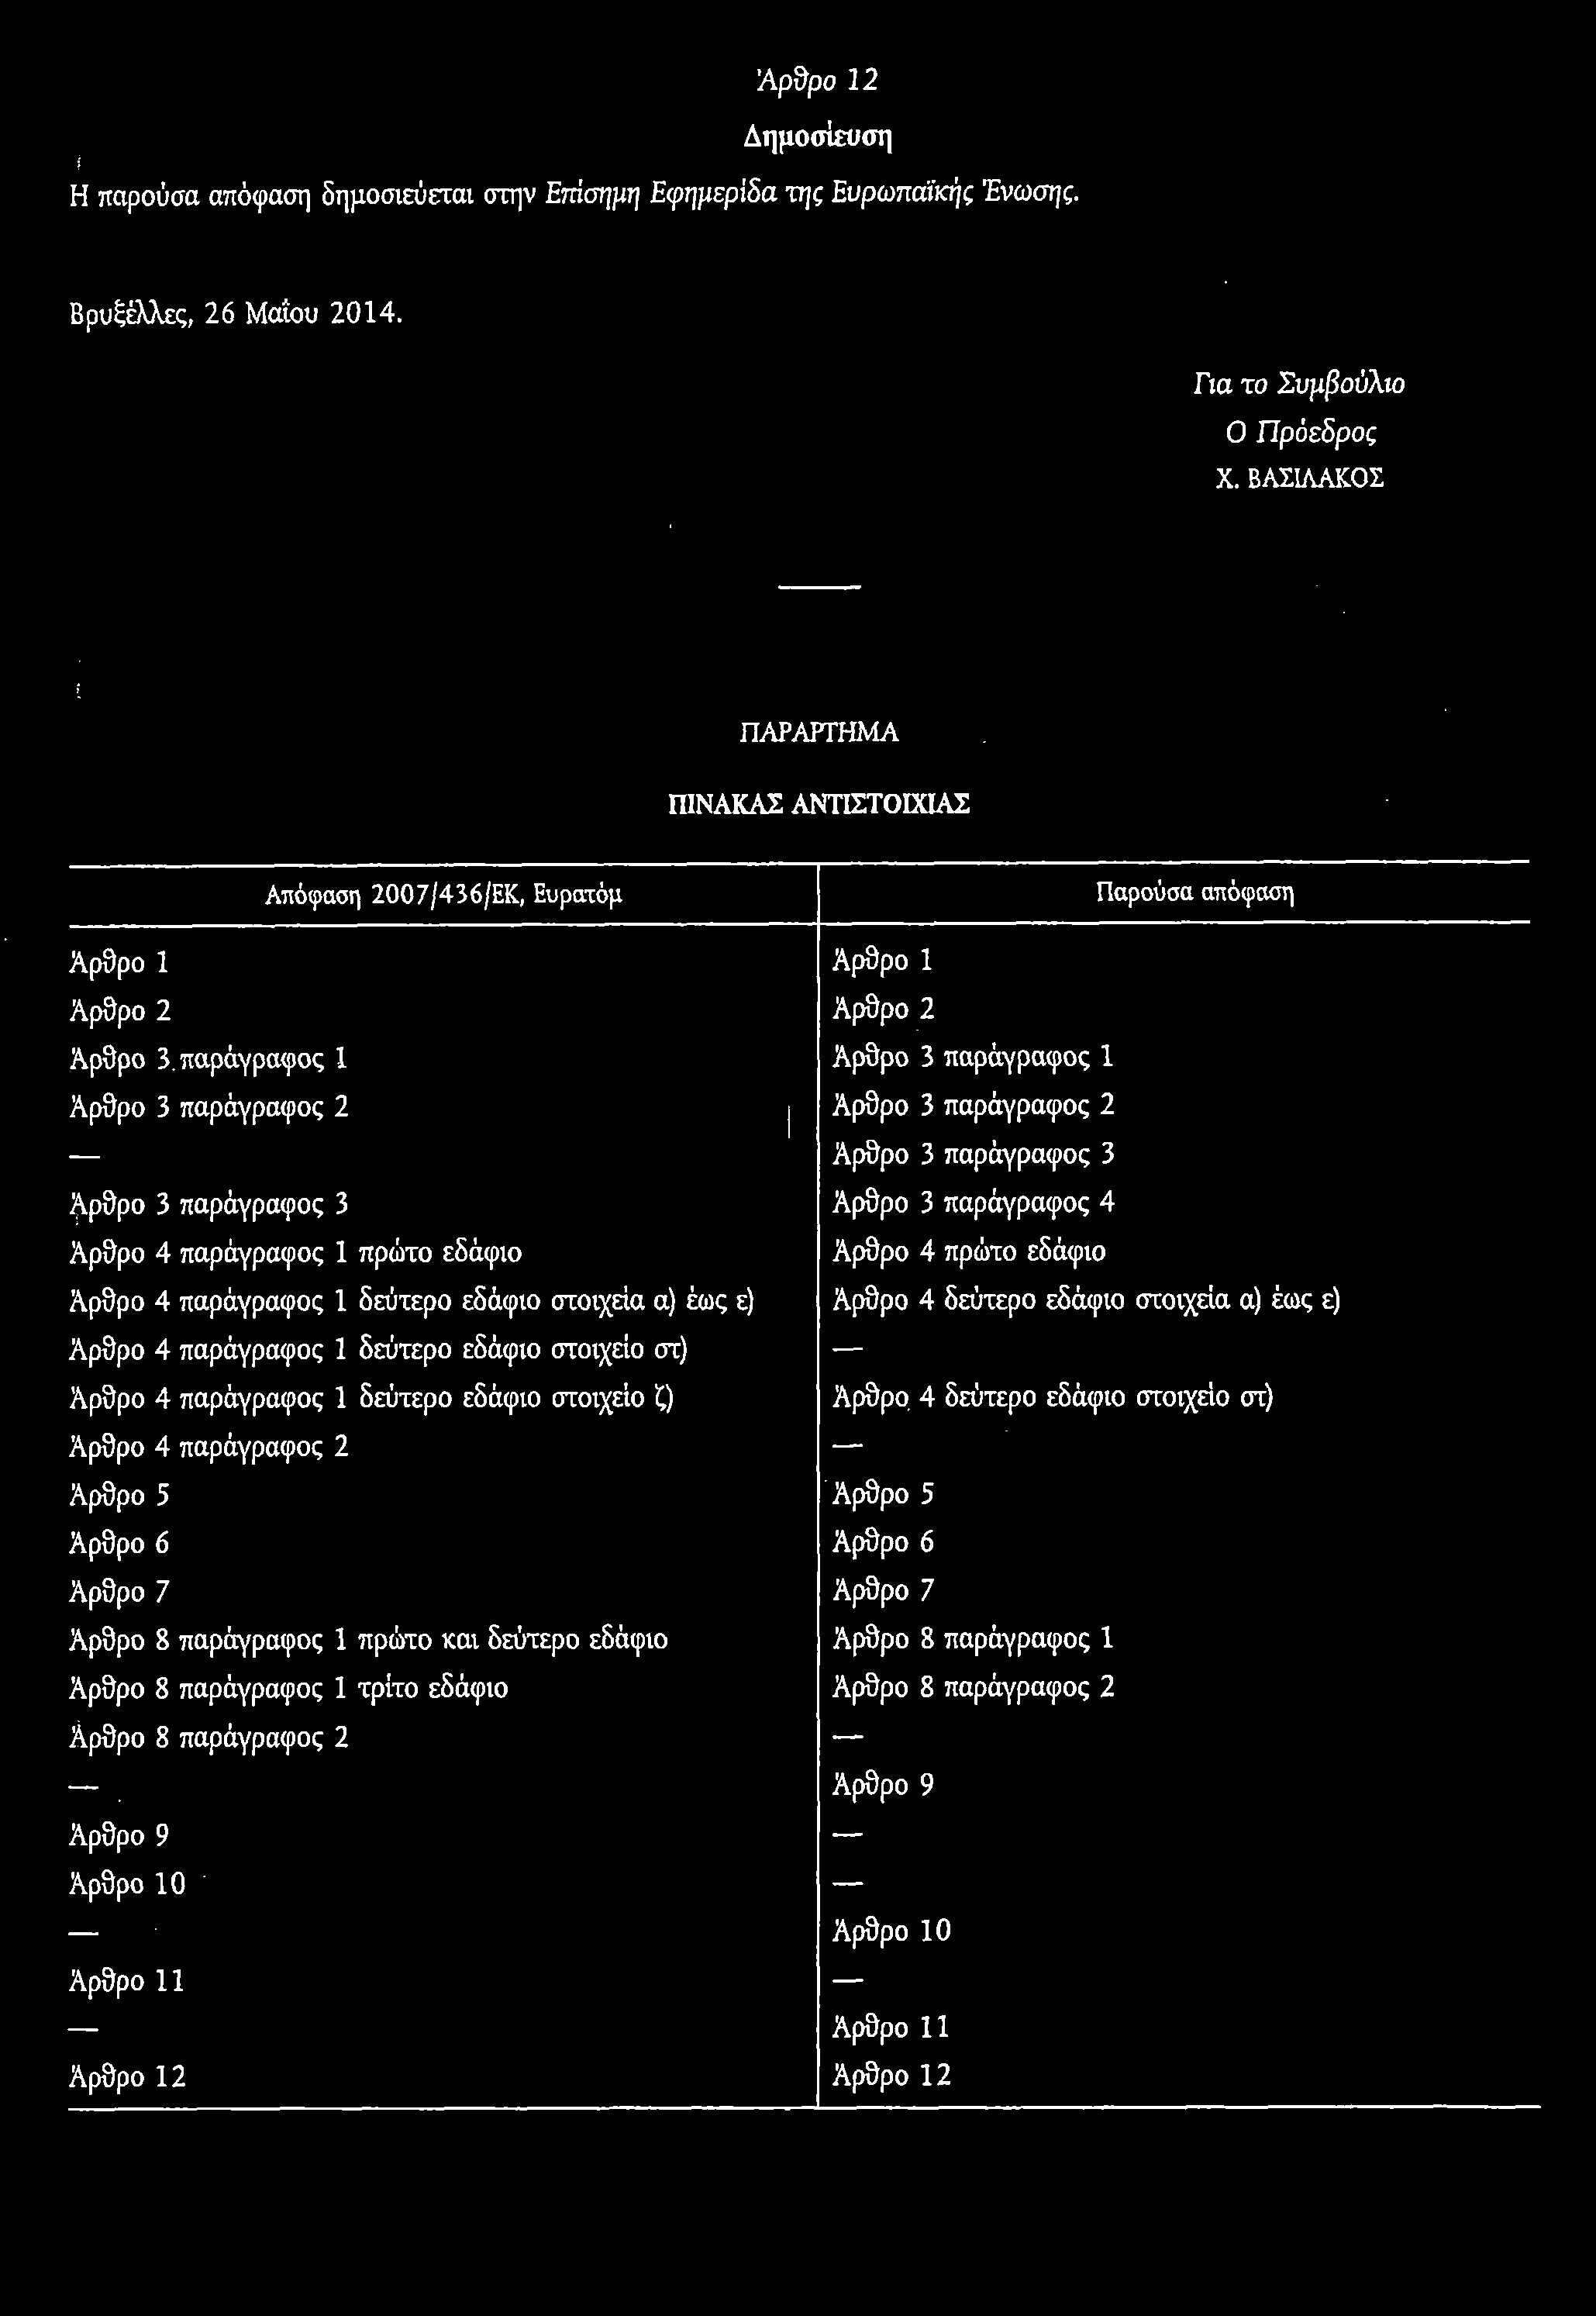 Άρθρο 12
Δημοσίευση
Η παρούσα απόφαση δημοσιεύεται στην Επίσημη Εφημερίδα της Ευρωπαϊκής Ένωσης.
Βρυξέλλες, 26 Μαΐου 2014.
Για το Συμβούλιο
Ο Πρόεδρος
Χ. ΒΑΣΙΛΑΚΟΣ
ΠΑΡΑΡΤΗΜΑ
ΠΙΝΑΚΑΣ ΑΝΤΙΣΤΟΙΧΙΑΣ
Απόφαση 2007/436/ΕΚ, Ευρατόμ Παρούσα απόφαση
Άρθρο 1 Άρθρο 1
Άρθρο 2 Άρθρο 2
Άρθρο 3 παράγραφος 1 Άρθρο 3 παράγραφος 1
Άρθρο 3 παράγραφος 2 Άρθρο 3 παράγραφος 2
— Άρθρο 3 παράγραφος 3
Άρθρο 3 παράγραφος 3 Άρθρο 3 παράγραφος 4
Άρθρο 4 παράγραφος 1 πρώτο εδάφιο Άρθρο 4 πρώτο εδάφιο
Άρθρο 4 παράγραφος 1 δεύτερο εδάφιο στοιχεία α) έως ε) Άρθρο 4 δεύτερο εδάφιο στοιχεία α) έως ε)
Άρθρο 4 παράγραφος 1 δεύτερο εδάφιο στοιχείο στ) —
Άρθρο 4 παράγραφος 1 δεύτερο εδάφιο στοιχείο ζ) Άρθρο 4 δεύτερο εδάφιο στοιχείο στ)
Άρθρο 4 παράγραφος 2 —
Άρθρο 5 Άρθρο 5
Άρθρο 6 Άρθρο 6
Άρθρο 7 Άρθρο 7
Άρθρο 8 παράγραφος 1 πρώτο και δεύτερο εδάφιο Άρθρο 8 παράγραφος 1
Άρθρο 8 παράγραφος 1 τρίτο εδάφιο Άρθρο 8 παράγραφος 2
Άρθρο 8 παράγραφος 2 —
— Άρθρο 9
Άρθρο 9 —
Άρθρο 10 —
— Άρθρο 10
Άρθρο 11 —
— Άρθρο 11
Άρθρο 12 Άρθρο 12